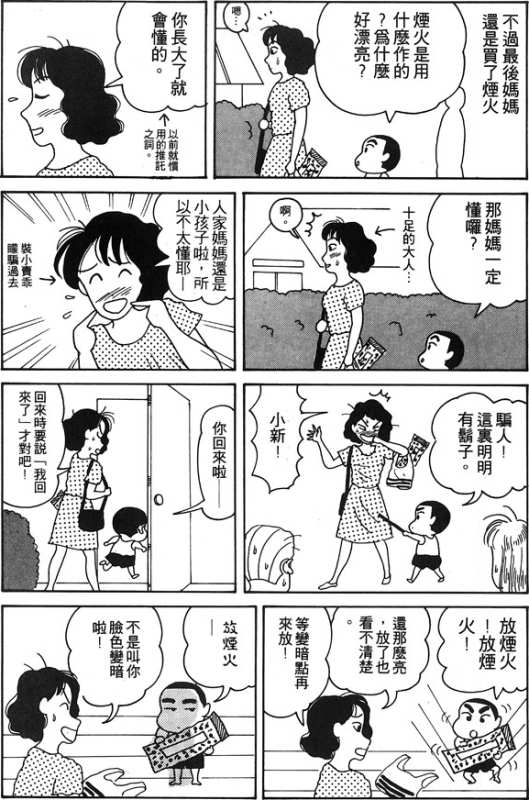 不過最後媽媽
還是買了煙火
煙火是用
什麼作的
?為什麼
好漂亮?
嗯…
你長大了就
會懂的。
←以前就慣
用的推託
之詞。
那媽媽一定
懂囉?
←十足的大人…
啊。
人家媽媽還是
小孩子啦,所
以不太懂耶—
裝小賣乖
矇騙過去
騙人!
這裏明明
有鬍子。
小新!
你回來啦——
回來時要說「我回
來了」才對吧!
放煙火
!放煙
火!
還那麼亮
,放了也
看不清楚
等變暗點再
來放!
放煙火
——
不是叫你
臉色變暗
啦!